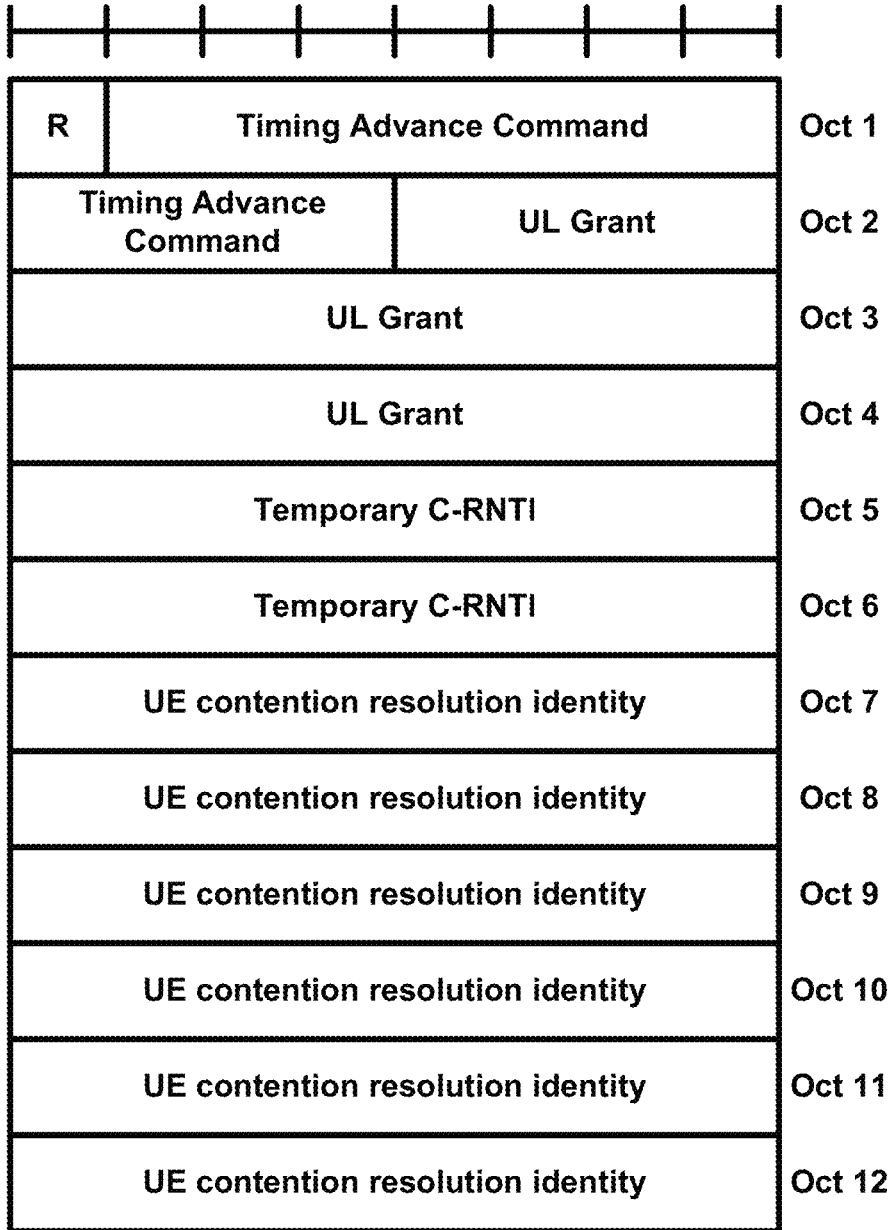 R Timing Advance Command Oct 1
Timing Advance
Command UL Grant Oct 2
UL Grant Oct 3
UL Grant Oct 4
Temporary C-RNTI Oct 5
Temporary C-RNTI Oct 6
UE contention resolution identity Oct 7
UE contention resolution identity Oct 8
UE contention resolution identity Oct 9
UE contention resolution identity Oct 10
UE contention resolution identity Oct 11
UE contention resolution identity Oct 12